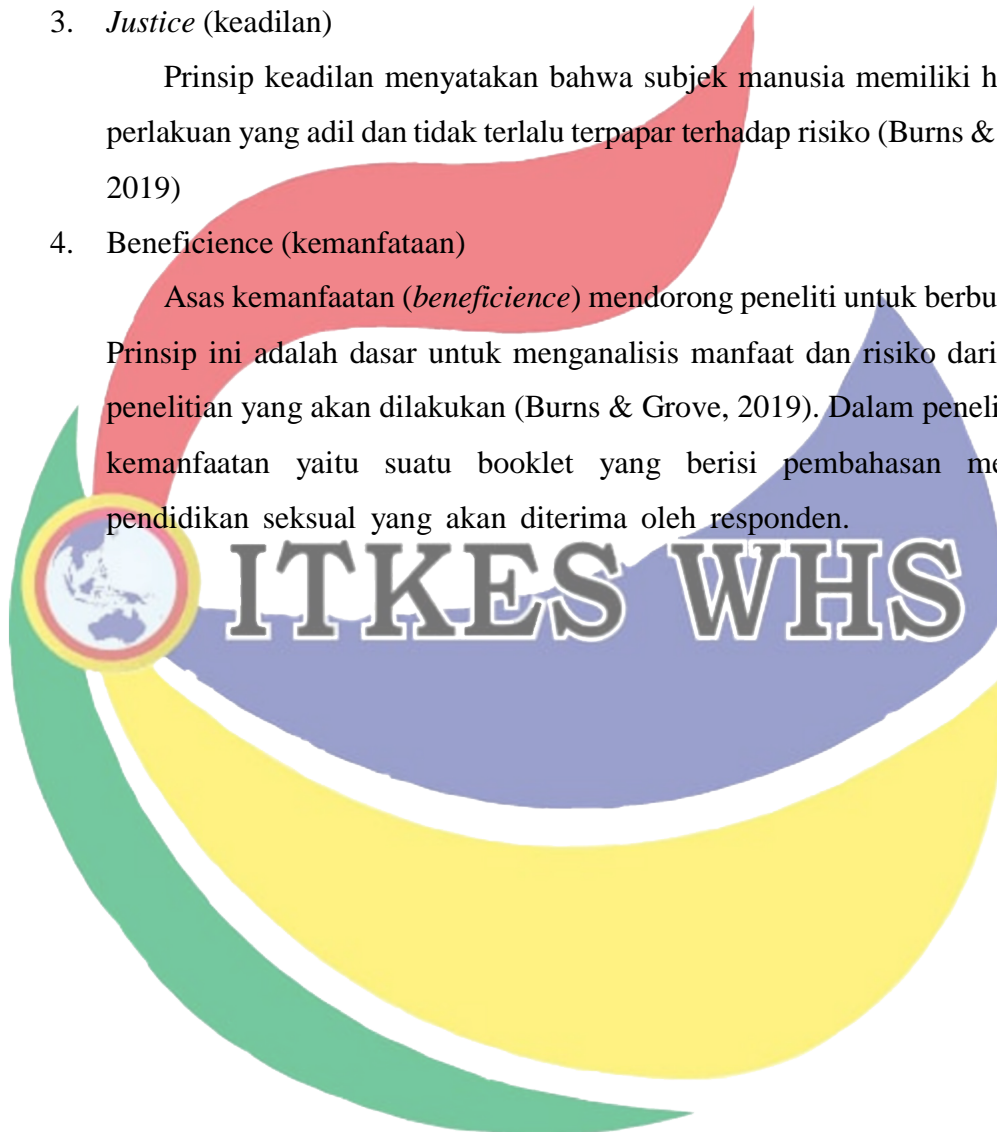 3. Justice (keadilan)
Prinsip keadilan menyatakan bahwa subjek manusia memiliki
perlakuan yang adil dan tidak terlalu terpapar terhadap risiko (Burns &
2019)
4. Beneficience (kemanfataan)
Asas kemanfaatan (beneficience) mendorong peneliti untuk
Prinsip ini adalah dasar untuk menganalisis manfaat dan risiko dari
penelitian yang akan dilakukan (Burns & Grove, 2019). Dalam
kemanfaatan yaitu suatu booklet yang berisi pembahasan
pendidikan seksual yang akan diterima oleh responden.
ITKES WHS